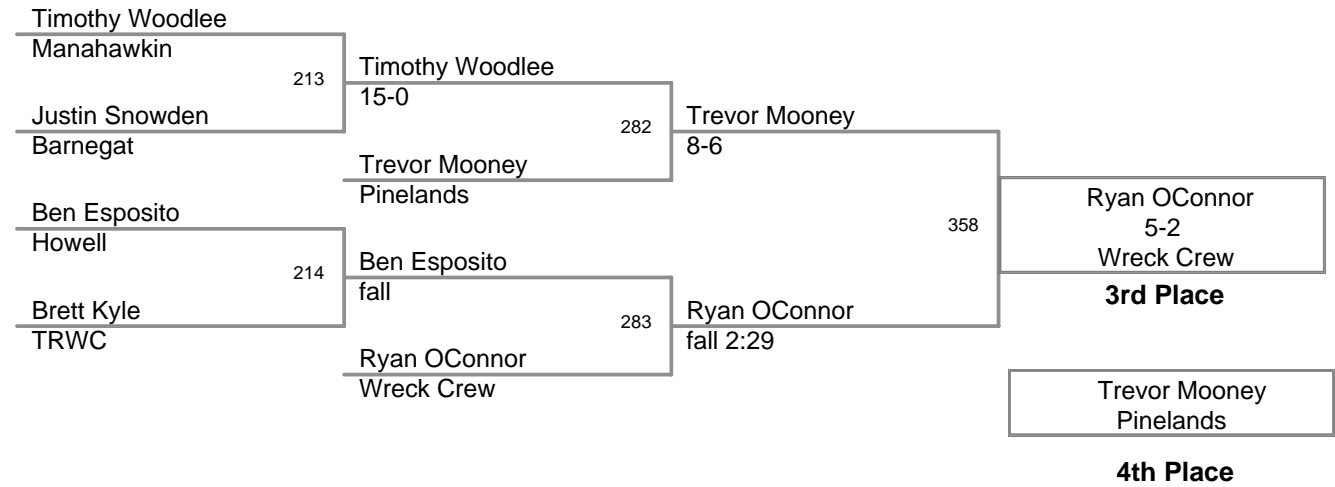 Timothy Woodlee
Manahawkin
213
Timothy Woodlee
15-0
Justin Snowden
Barnegat
282
Trevor Mooney
8-6
Trevor Mooney
Pinelands
Ben Esposito
Howell
358
Ryan OConnor
5-2
Wreck Crew
3rd Place
214
Ben Esposito
fall
Brett Kyle
TRWC
283
Ryan OConnor
fall 2:29
Ryan OConnor
Wreck Crew
Trevor Mooney
Pinelands
4th Place